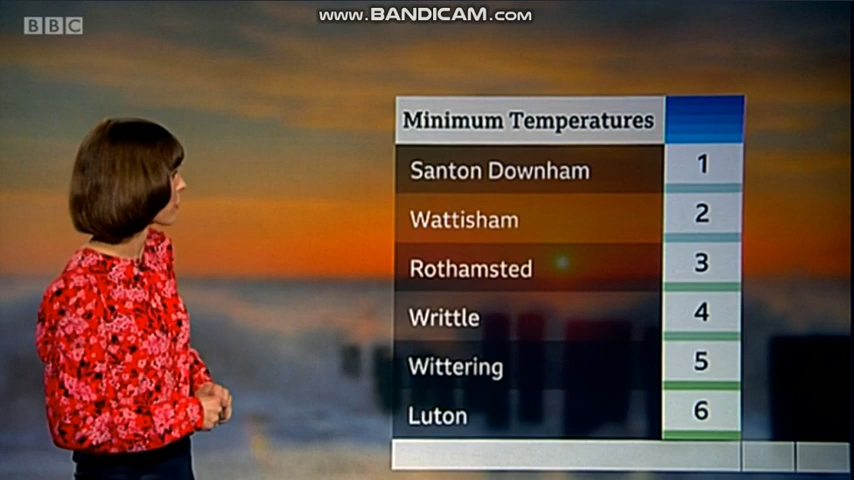 BBC
www.BANDICAM.com
Minimum Temperatures
Santon Downham 1
Wattisham 2
Rothamsted 3
Writtle 4
Wittering 5
Luton 6